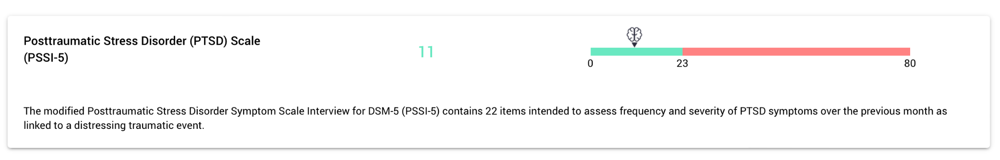 Posttraumatic Stress Disorder (PTSD) Scale
(PSSI-5)
11
0 23 80
The modified Posttraumatic Stress Disorder Symptom Scale Interview for DSM-5 (PSSI-5) contains 22 items intended to assess frequency and severity of PTSD symptoms over the previous month as
linked to a distressing traumatic event.